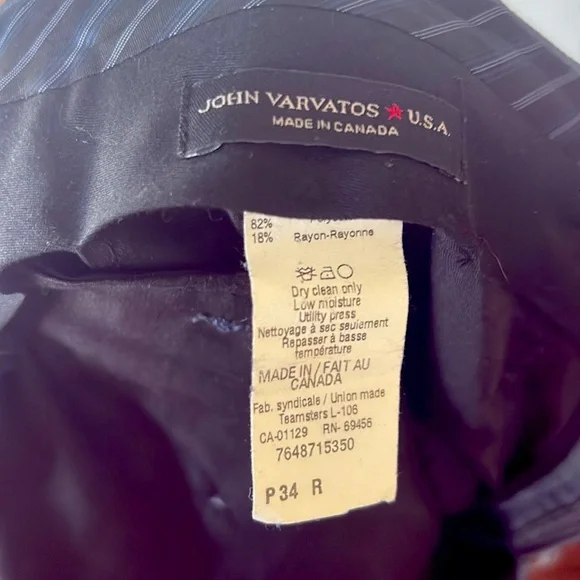 JOHN VARVATOS ★ U.S.A.
MADE IN CANADA
82%
18% Rayon-Rayonne
Dry clean only
Low moisture
Utility press
Nettoyage à sec seulement
Repasser à basse
température
MADE IN / FAIT AU
CANADA
Fab. syndicale / Union made
Teamsters L-106
CA-01129 RN- 69456
7648715350
P 34 R